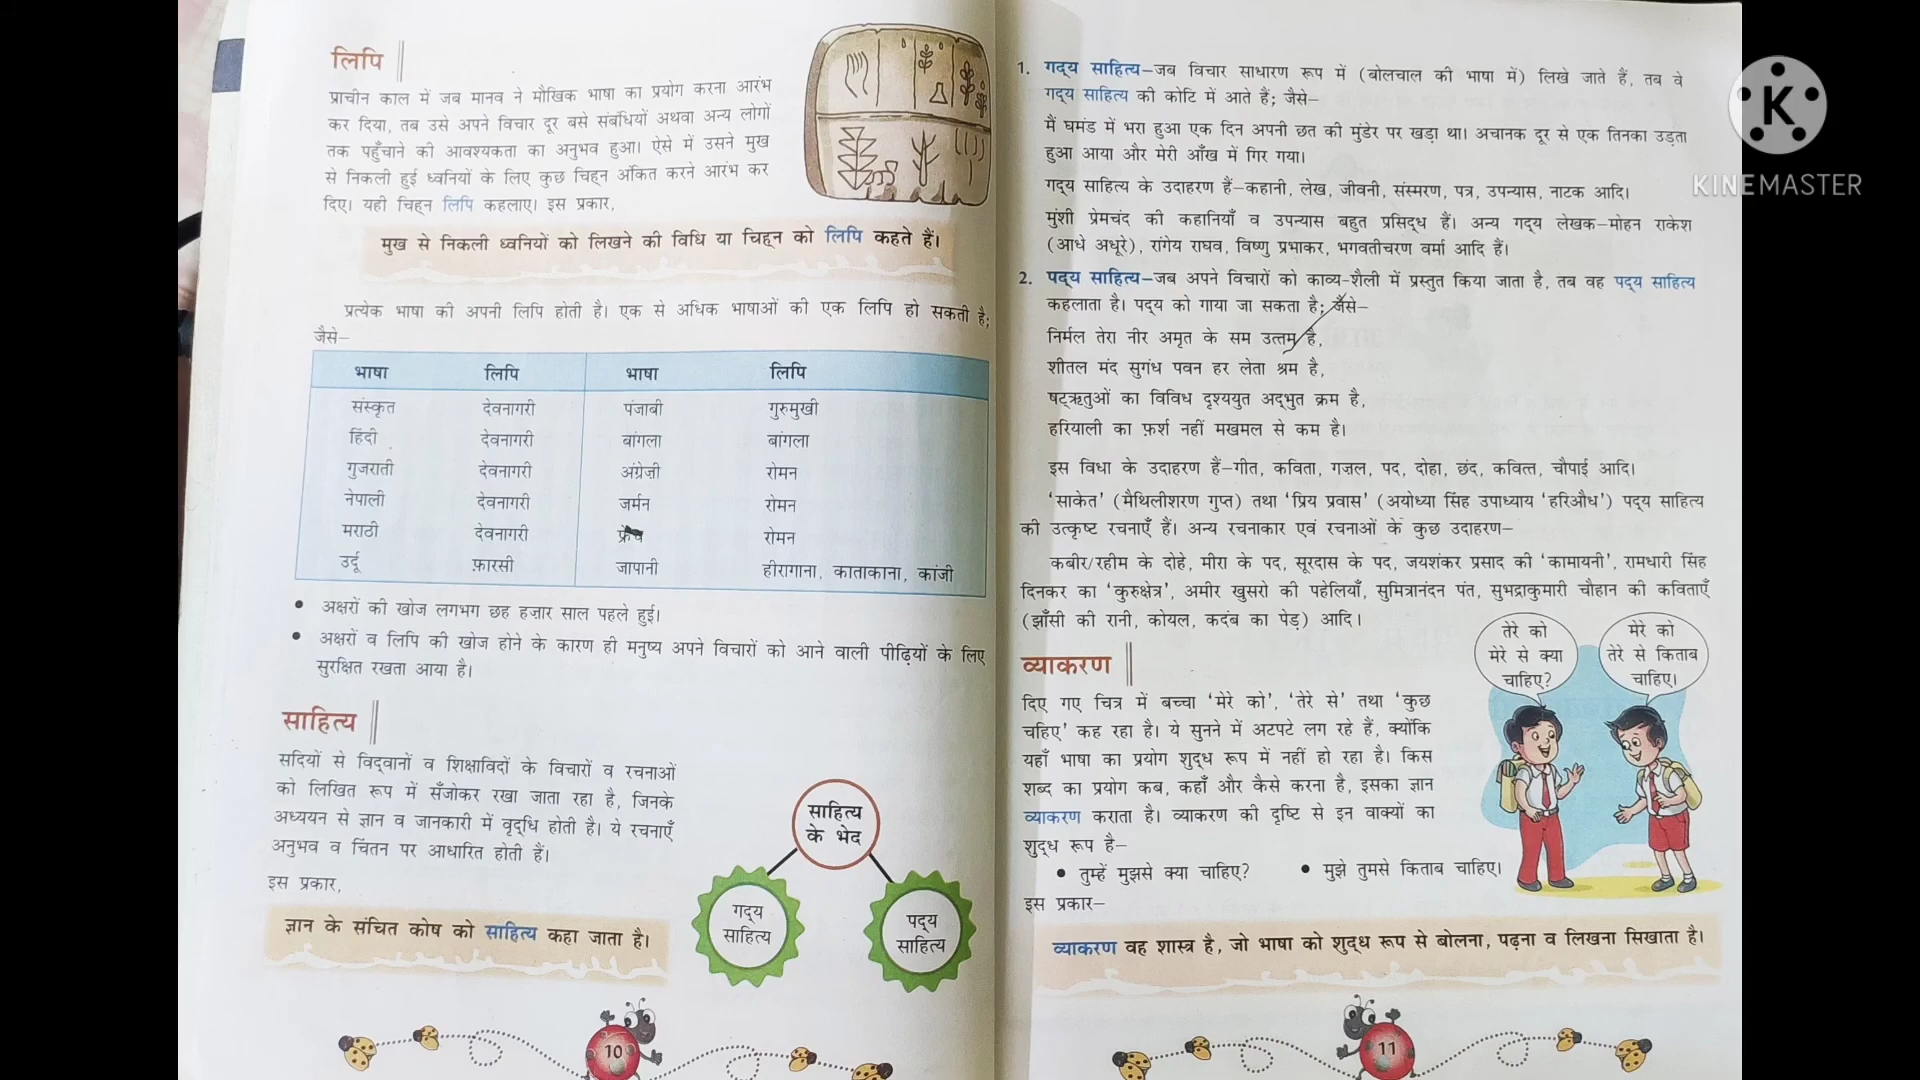 लिपि
प्राचीन काल में जब मानव ने मौखिक भाषा का प्रयोग करना आरंभ
कर दिया, तब उसे अपने विचार दूर बसे संबंधियों अथवा अन्य लोगों
तक पहुँचाने की आवश्यकता का अनुभव हुआ। ऐसे में उसने मुख
से निकली हुई ध्वनियों के लिए कुछ चिह्न अंकित करने आरंभ कर
दिए। यही चिह्न लिपि कहलाए। इस प्रकार,
मुख से निकली ध्वनियों को लिखने की विधि या चिह्न को लिपि कहते हैं।
प्रत्येक भाषा की अपनी लिपि होती है। एक से अधिक भाषाओं की एक लिपि हो सकती है;
जैसे–
भाषा लिपि भाषा लिपि
संस्कृत देवनागरी पंजाबी गुरुमुखी
हिंदी देवनागरी बांगला बांगला
गुजराती देवनागरी अंग्रेज़ी रोमन
नेपाली देवनागरी जर्मन रोमन
मराठी देवनागरी फ्रेंच रोमन
उर्दू फ़ारसी जापानी हीरागाना, काताकाना, कांजी
• अक्षरों की खोज लगभग छह हज़ार साल पहले हुई।
• अक्षरों व लिपि की खोज होने के कारण ही मनुष्य अपने विचारों को आने वाली पीढ़ियों के लिए
सुरक्षित रखता आया है।
साहित्य
सदियों से विद्वानों व शिक्षाविदों के विचारों व रचनाओं
को लिखित रूप में सँजोकर रखा जाता रहा है, जिनके
अध्ययन से ज्ञान व जानकारी में वृद्धि होती है। ये रचनाएँ
अनुभव व चिंतन पर आधारित होती हैं।
इस प्रकार,
ज्ञान के संचित कोष को साहित्य कहा जाता है।
साहित्य
के भेद
गद्य
साहित्य
पद्य
साहित्य
10
1. गद्य साहित्य–जब विचार साधारण रूप में (बोलचाल की भाषा में) लिखे जाते हैं, तब वे
गद्य साहित्य की कोटि में आते हैं; जैसे–
मैं घमंड में भरा हुआ एक दिन अपनी छत की मुंडेर पर खड़ा था। अचानक दूर से एक तिनका उड़ता
हुआ आया और मेरी आँख में गिर गया।
गद्य साहित्य के उदाहरण हैं–कहानी, लेख, जीवनी, संस्मरण, पत्र, उपन्यास, नाटक आदि।
मुंशी प्रेमचंद की कहानियाँ व उपन्यास बहुत प्रसिद्ध हैं। अन्य गद्य लेखक–मोहन राकेश
(आधे अधूरे), रांगेय राघव, विष्णु प्रभाकर, भगवतीचरण वर्मा आदि हैं।
2. पद्य साहित्य–जब अपने विचारों को काव्य-शैली में प्रस्तुत किया जाता है, तब वह पद्य साहित्य
कहलाता है। पद्य को गाया जा सकता है; जैसे–
निर्मल तेरा नीर अमृत के सम उत्तम है,
शीतल मंद सुगंध पवन हर लेता श्रम है,
षट्ऋतुओं का विविध दृश्ययुत अद्भुत क्रम है,
हरियाली का फ़र्श नहीं मखमल से कम है।
इस विधा के उदाहरण हैं–गीत, कविता, गज़ल, पद, दोहा, छंद, कवित्त, चौपाई आदि।
'साकेत' (मैथिलीशरण गुप्त) तथा 'प्रिय प्रवास' (अयोध्या सिंह उपाध्याय 'हरिऔध') पद्य साहित्य
की उत्कृष्ट रचनाएँ हैं। अन्य रचनाकार एवं रचनाओं के कुछ उदाहरण–
कबीर/रहीम के दोहे, मीरा के पद, सूरदास के पद, जयशंकर प्रसाद की 'कामायनी', रामधारी सिंह
दिनकर का 'कुरुक्षेत्र', अमीर खुसरो की पहेलियाँ, सुमित्रानंदन पंत, सुभद्राकुमारी चौहान की कविताएँ
(झाँसी की रानी, कोयल, कदंब का पेड़) आदि।
व्याकरण
दिए गए चित्र में बच्चा 'मेरे को', 'तेरे से' तथा 'कुछ
चहिए' कह रहा है। ये सुनने में अटपटे लग रहे हैं, क्योंकि
यहाँ भाषा का प्रयोग शुद्ध रूप में नहीं हो रहा है। किस
शब्द का प्रयोग कब, कहाँ और कैसे करना है, इसका ज्ञान
व्याकरण कराता है। व्याकरण की दृष्टि से इन वाक्यों का
शुद्ध रूप है–
• तुम्हें मुझसे क्या चाहिए? • मुझे तुमसे किताब चाहिए।
इस प्रकार–
तेरे को
मेरे से क्या
चाहिए?
मेरे को
तेरे से किताब
चाहिए।
व्याकरण वह शास्त्र है, जो भाषा को शुद्ध रूप से बोलना, पढ़ना व लिखना सिखाता है।
11
K
KINEMASTER